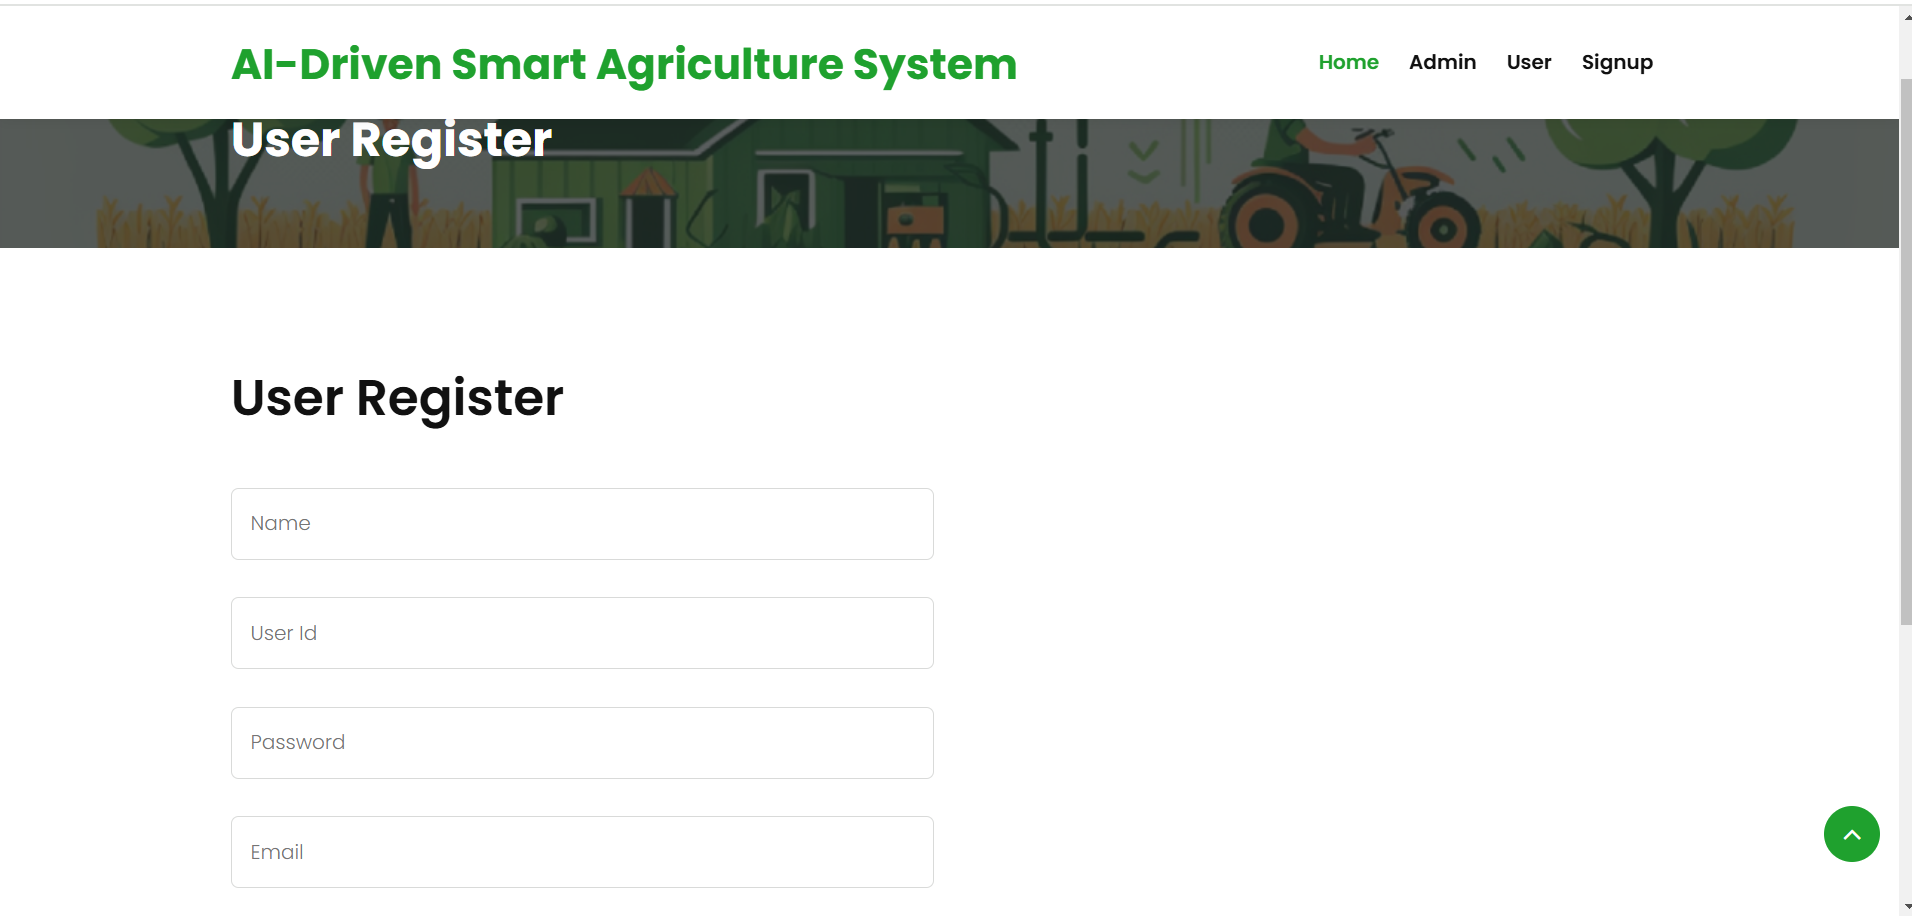 AI-Driven Smart Agriculture System
Home Admin User Signup
User Register
User Register
Name
User Id
Password
Email